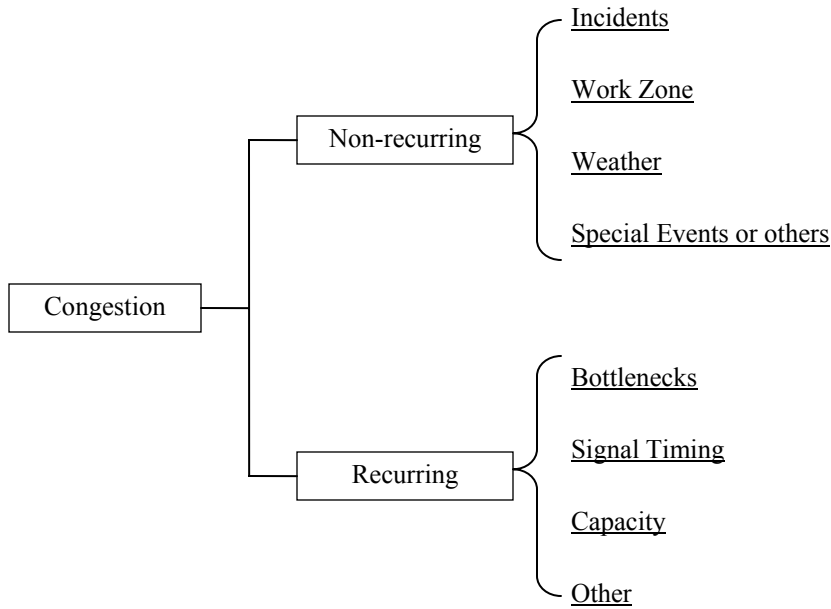 Incidents
Work Zone
Non-recurring
Weather
Special Events or others
Congestion
Bottlenecks
Signal Timing
Recurring
Capacity
Other